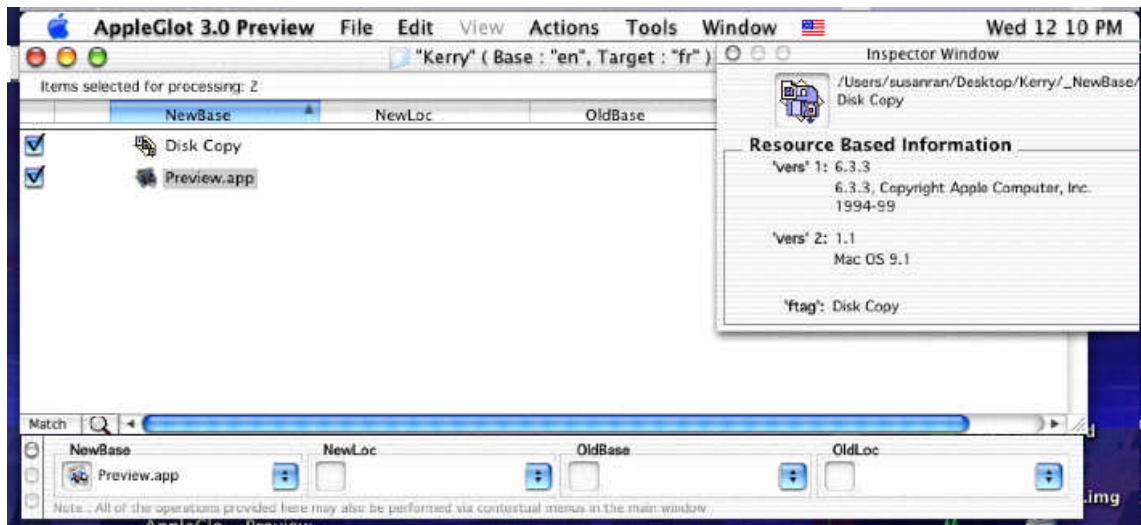 AppleGlot 3.0 Preview File Edit View Actions Tools Window Wed 12 10 PM
"Kerry" ( Base : "en", Target : "fr" )
Inspector Window
Items selected for processing: 2
/Users/susanran/Desktop/Kerry/_NewBase/
Disk Copy
NewBase NewLoc OldBase
Disk Copy
Preview.app
Resource Based Information
'vers' 1: 6.3.3
6.3.3, Copyright Apple Computer, Inc.
1994-99
'vers' 2: 1.1
Mac OS 9.1
'ftag': Disk Copy
Match
NewBase NewLoc OldBase OldLoc
Preview.app
.img
Note : All of the operations provided here may also be performed via contextual menus in the main window